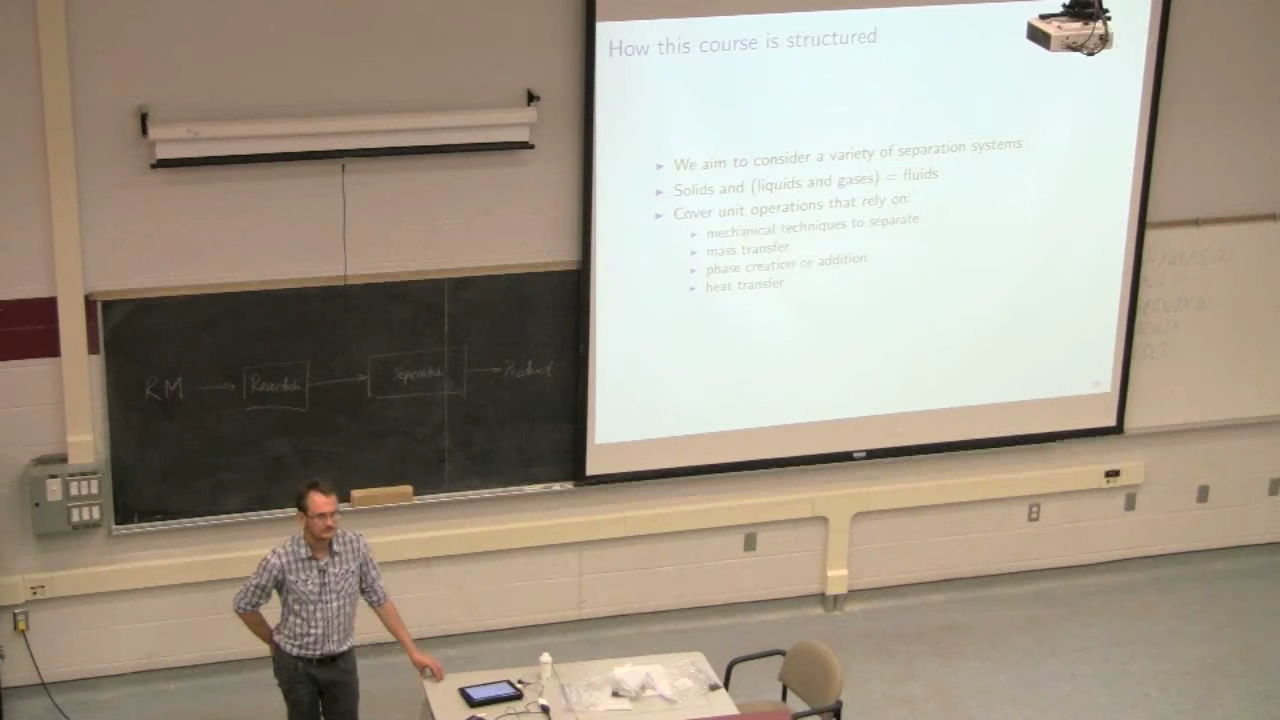 How this course is structured
► We aim to consider a variety of separation systems
► Solids and (liquids and gases) = fluids
► Cover unit operations that rely on:
► mechanical techniques to separate
► mass transfer
► phase creation or addition
► heat transfer
RM → Reaction → Separation → Product